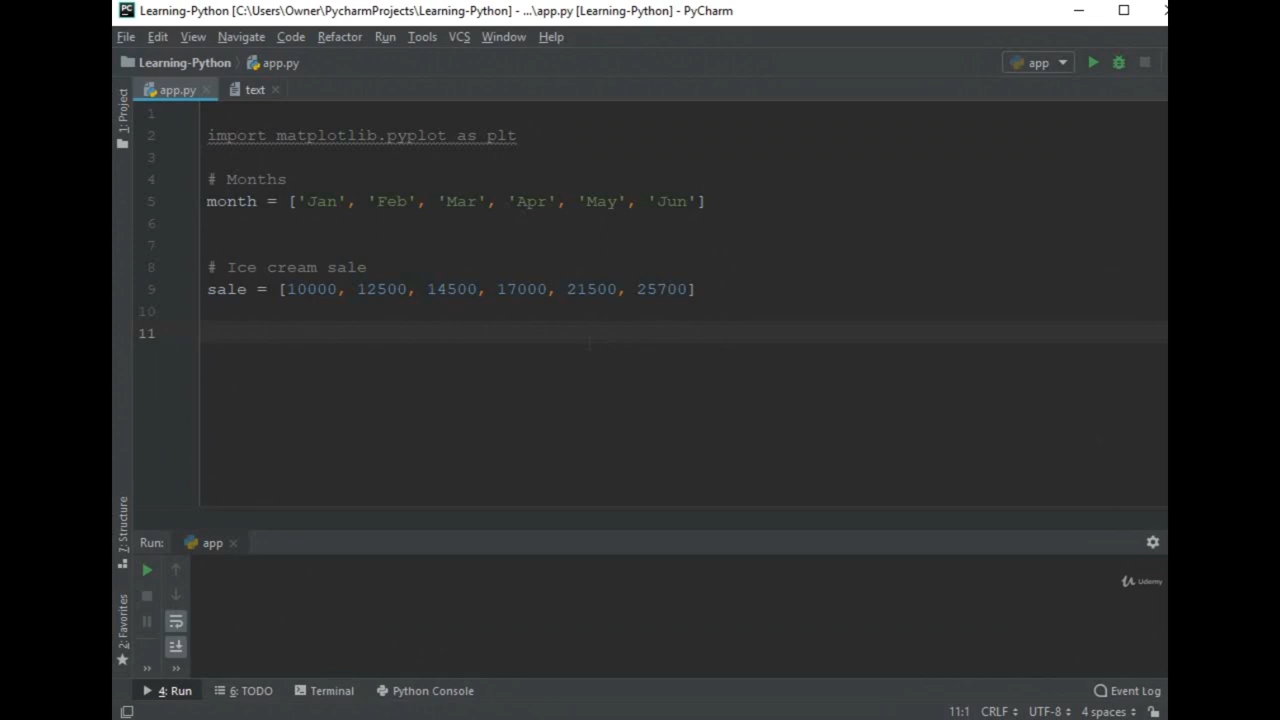 PC Learning-Python [C:\Users\Owner\PycharmProjects\Learning-Python] - ...\app.py [Learning-Python] - PyCharm
File Edit View Navigate Code Refactor Run Tools VCS Window Help
Learning-Python app.py app
app.py text
1: Project
1
2 import matplotlib.pyplot as plt
3
4 # Months
5 month = ['Jan', 'Feb', 'Mar', 'Apr', 'May', 'Jun']
6
7
8 # Ice cream sale
9 sale = [10000, 12500, 14500, 17000, 21500, 25700]
10
11
7: Structure
2: Favorites
Run: app
Udemy
4: Run 6: TODO Terminal Python Console Event Log
11:1 CRLF UTF-8 4 spaces